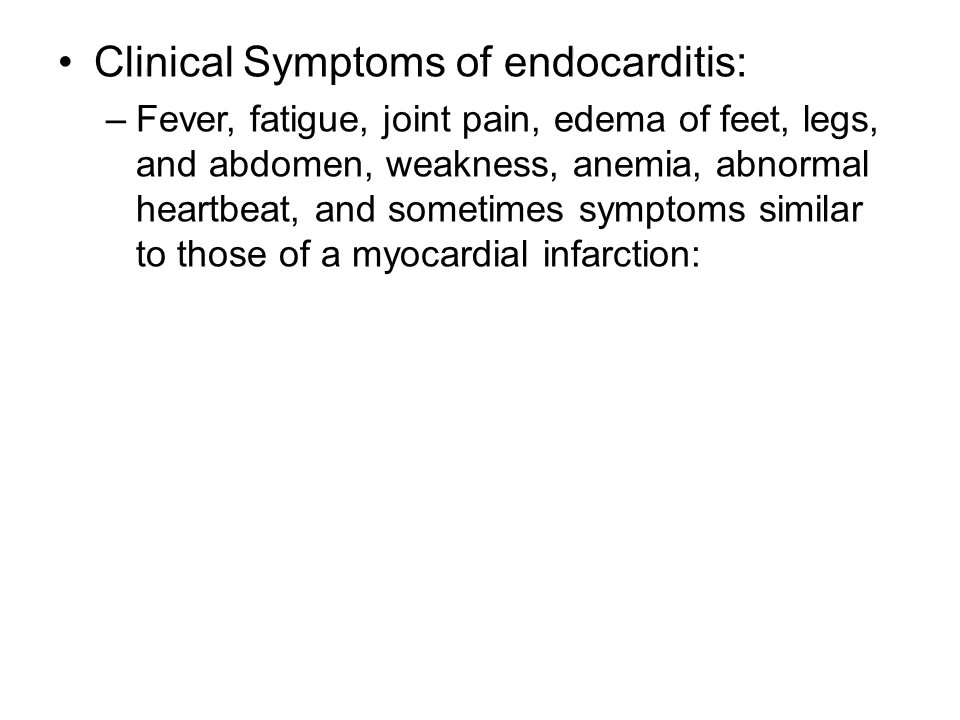 • Clinical Symptoms of endocarditis:
– Fever, fatigue, joint pain, edema of feet, legs,
and abdomen, weakness, anemia, abnormal
heartbeat, and sometimes symptoms similar
to those of a myocardial infarction: